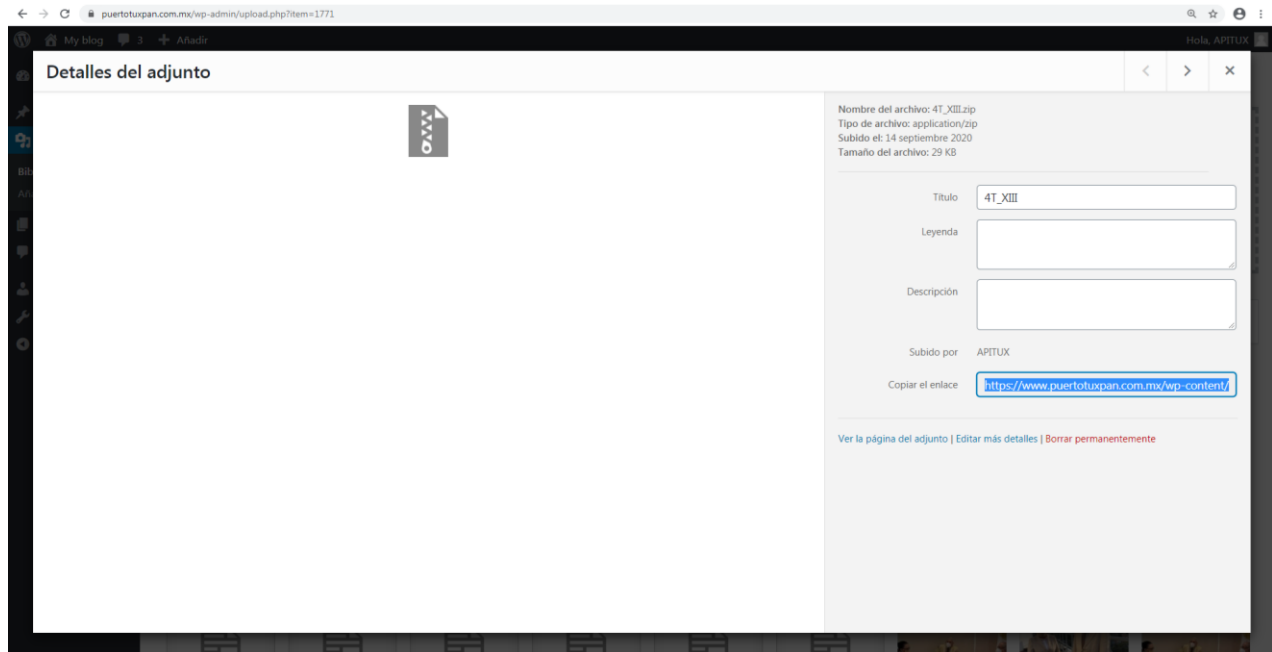 puertotuxpan.com.mx/wp-admin/upload.php?item=1771
My blog 3 Añadir Hola, APITUX
Detalles del adjunto
Nombre del archivo: 4T_XIII.zip
Tipo de archivo: application/zip
Subido el: 14 septiembre 2020
Tamaño del archivo: 29 KB
Título 4T_XIII
Bib
Añ
Leyenda
Descripción
Subido por APITUX
Copiar el enlace https://www.puertotuxpan.com.mx/wp-content/
Ver la página del adjunto | Editar más detalles | Borrar permanentemente